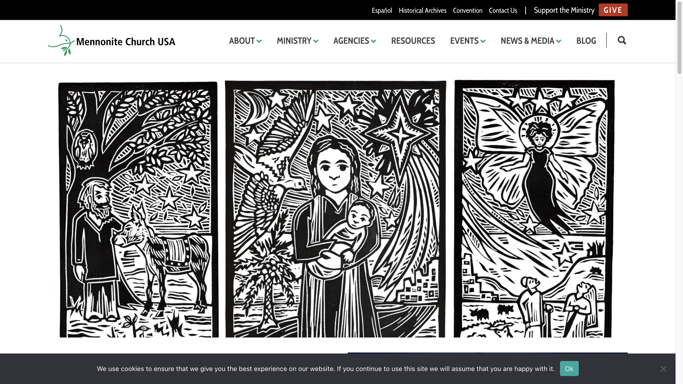 Español Historical Archives Convention Contact Us | Support the Ministry GIVE
Mennonite Church USA ABOUT MINISTRY AGENCIES RESOURCES EVENTS NEWS & MEDIA BLOG
We use cookies to ensure that we give you the best experience on our website. If you continue to use this site we will assume that you are happy with it. Ok